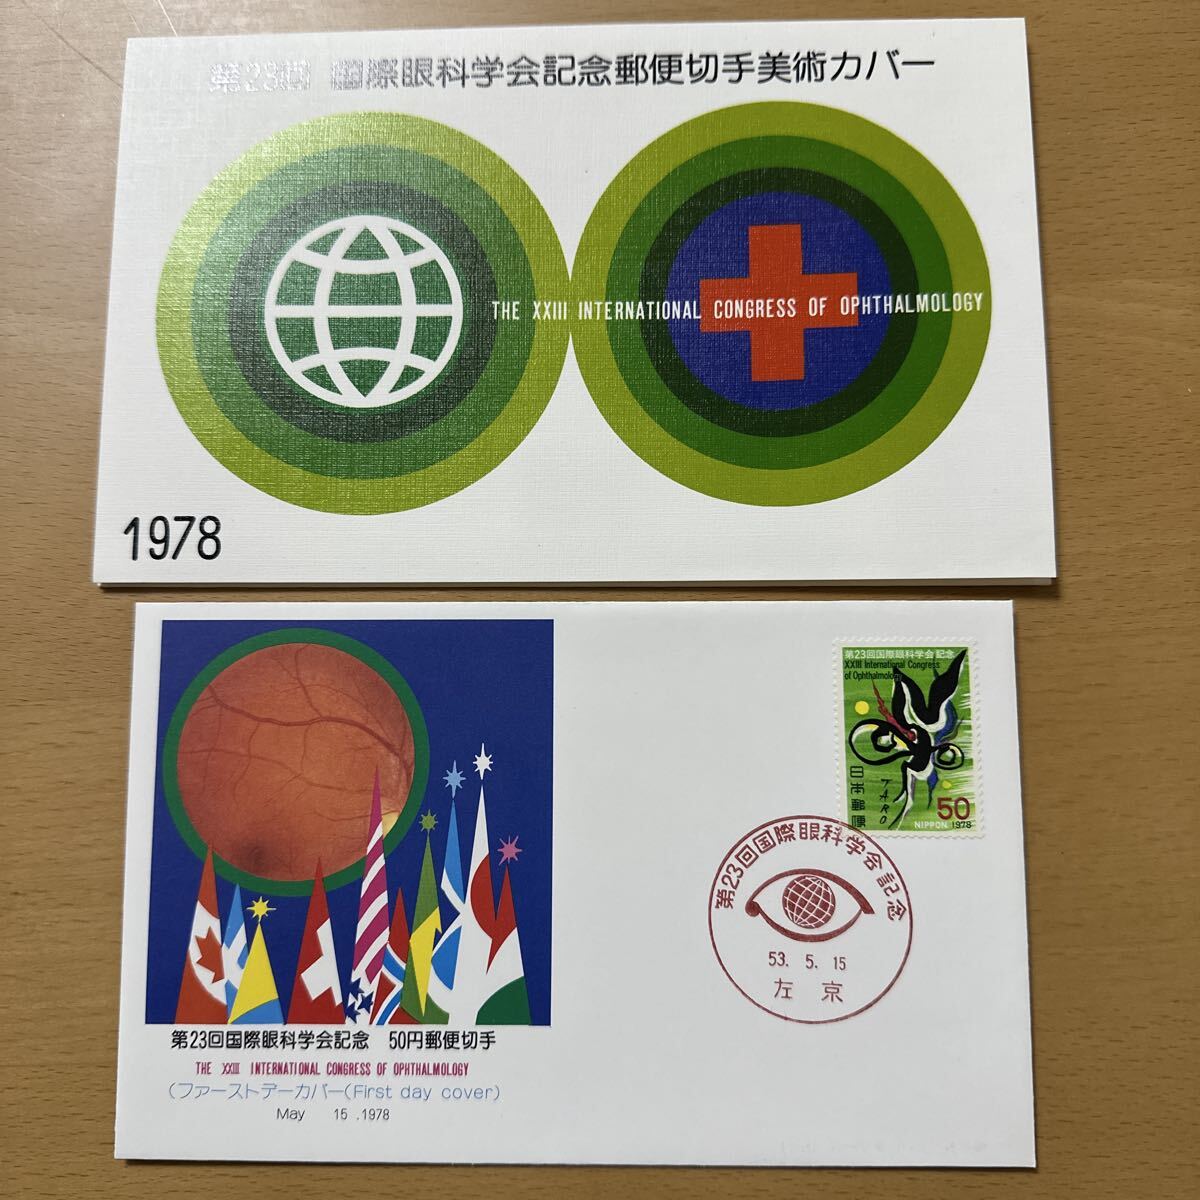 第23回 国際眼科学会記念郵便切手美術カバー
THE XXIII INTERNATIONAL CONGRESS OF OPHTHALMOLOGY
1978
第23回国際眼科学会記念
XXIII International Congress
of Ophthalmology
日本郵便
TARO
50
NIPPON 1978
第23回国際眼科学会記念
53. 5. 15
左 京
第23回国際眼科学会記念 50円郵便切手
THE XXIII INTERNATIONAL CONGRESS OF OPHTHALMOLOGY
(ファーストデーカバー(First day cover)
May 15 .1978